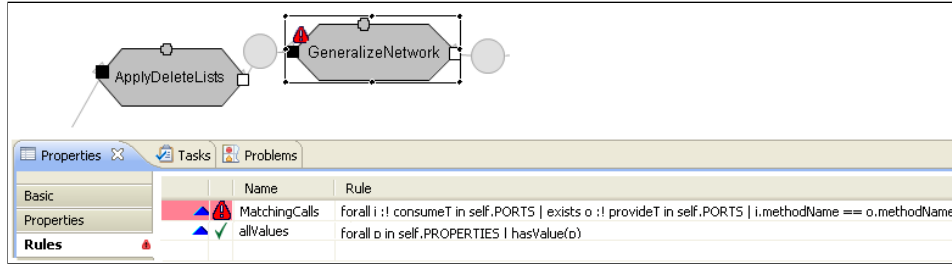 GeneralizeNetwork
ApplyDeleteLists
Properties Tasks Problems
Name Rule
Basic
MatchingCalls forall i :! consumeT in self.PORTS | exists o :! provideT in self.PORTS | i.methodName == o.methodName
Properties
allValues forall p in self.PROPERTIES | hasValue(p)
Rules